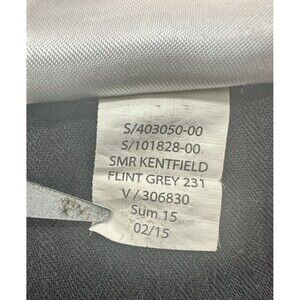 S/403050-00
S/101828-00
SMR KENTFIELD
FLINT GREY 231
V / 306830
Sum 15
02/15